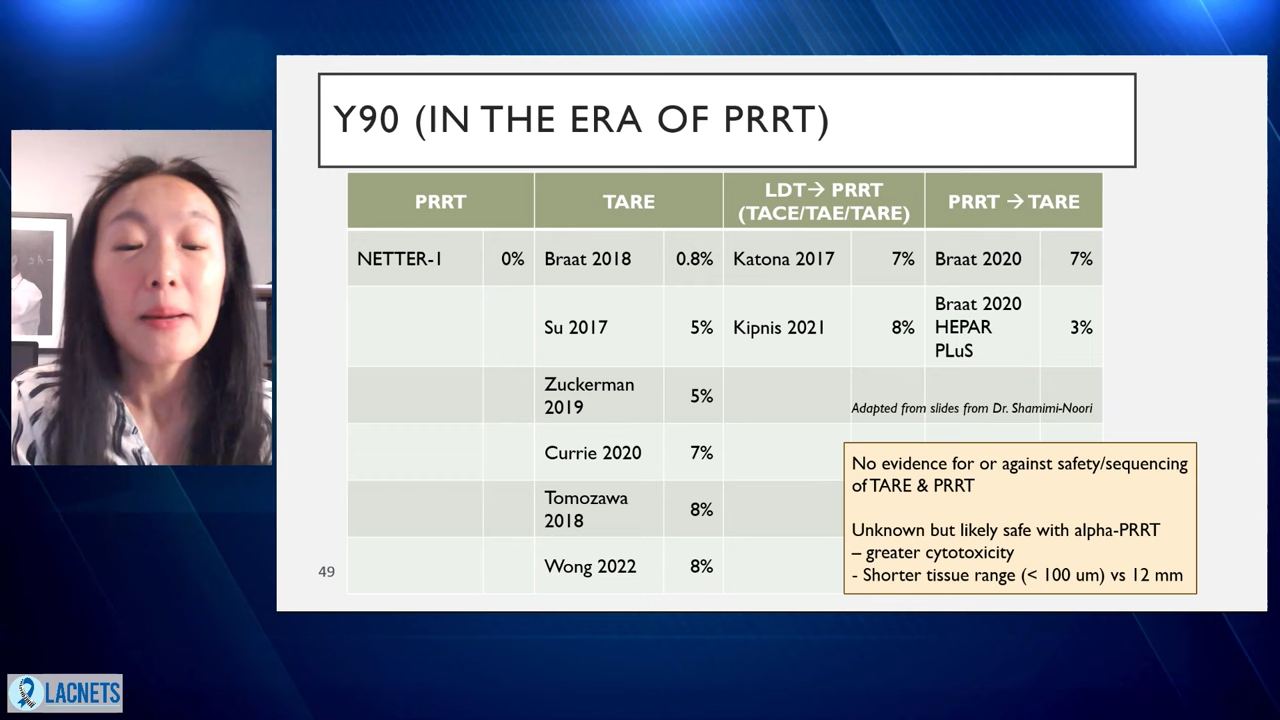 Y90 (IN THE ERA OF PRRT)
PRRT
TARE
LDT→ PRRT
(TACE/TAE/TARE)
PRRT → TARE
NETTER-1
0%
Braat 2018
0.8%
Katona 2017
7%
Braat 2020
7%
Su 2017
5%
Kipnis 2021
8%
Braat 2020
HEPAR
PLuS
3%
Zuckerman
2019
5%
Adapted from slides from Dr. Shamimi-Noori
Currie 2020
7%
Tomozawa
2018
8%
Wong 2022
8%
No evidence for or against safety/sequencing
of TARE & PRRT
Unknown but likely safe with alpha-PRRT
– greater cytotoxicity
- Shorter tissue range (< 100 um) vs 12 mm
49
LACNETS